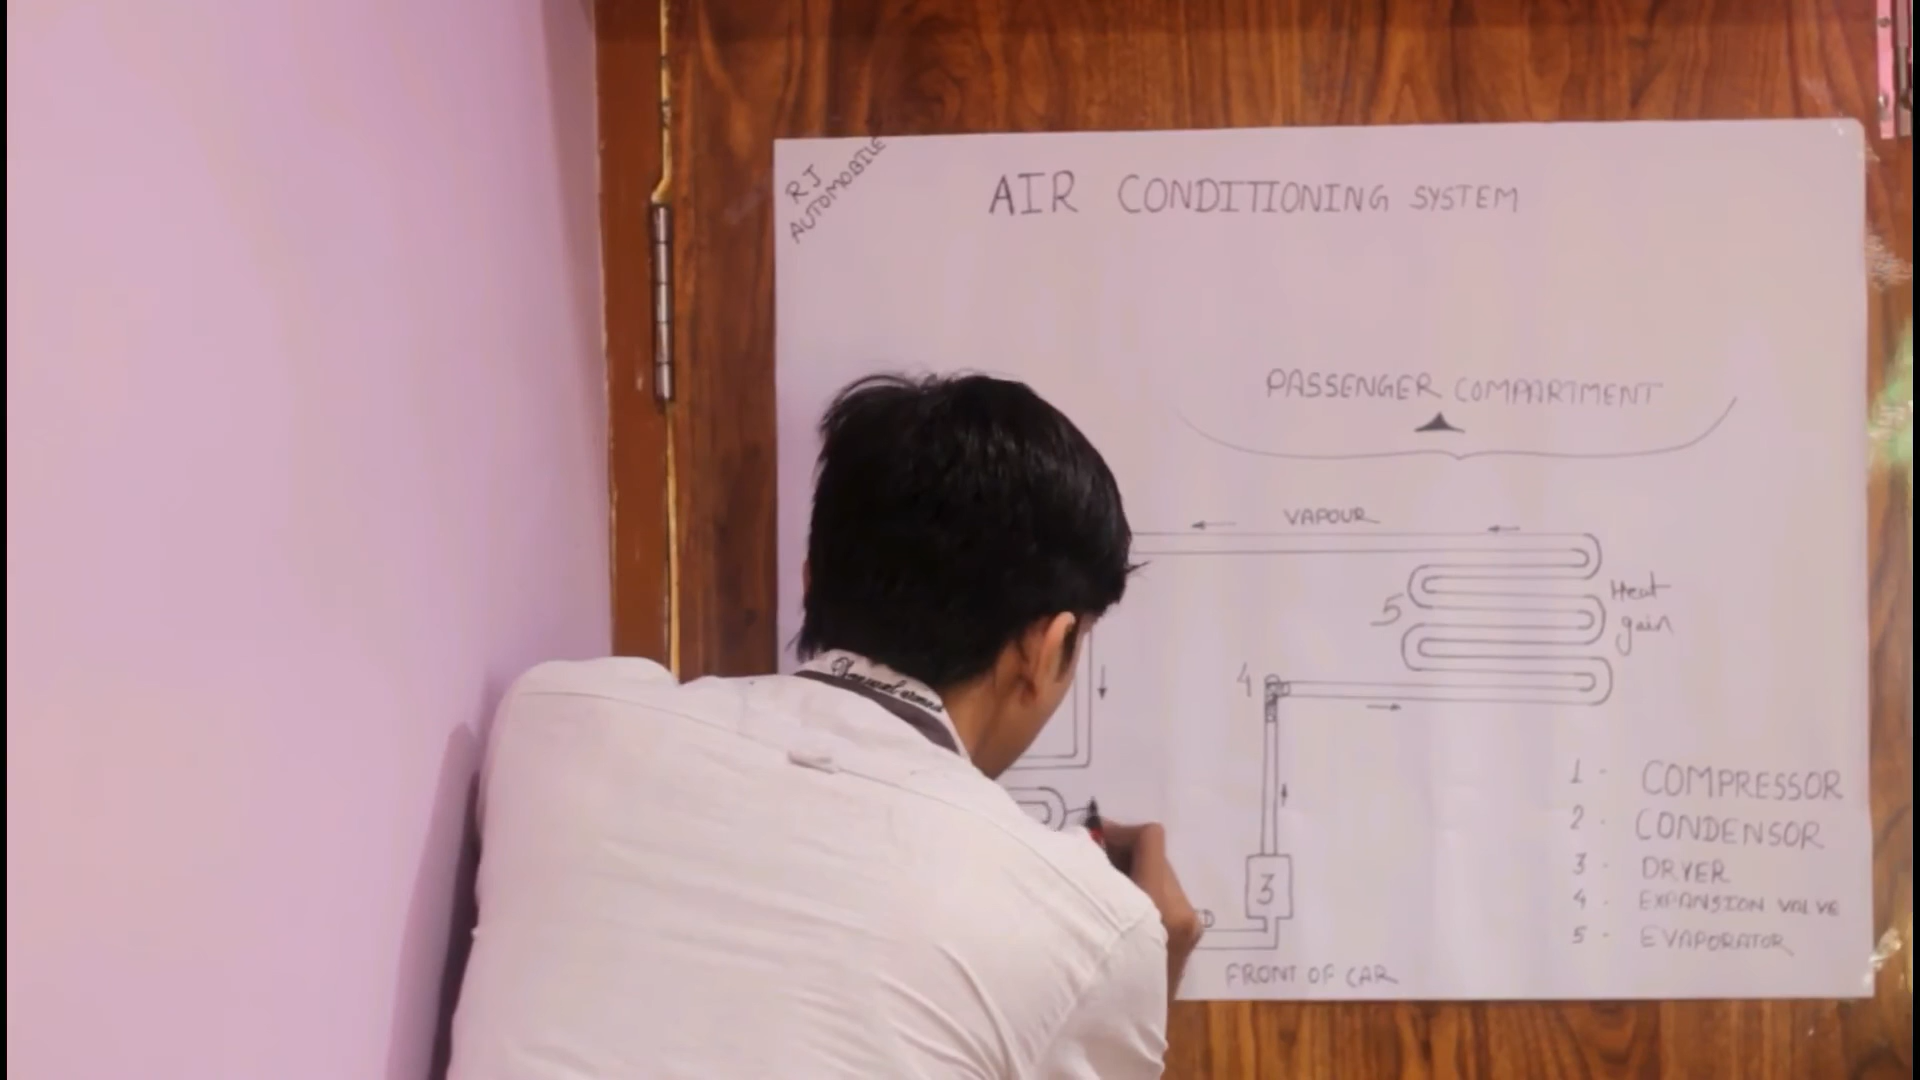 RJ
AUTOMOBILE
AIR CONDITIONING SYSTEM
PASSENGER COMPARTMENT
VAPOUR
Heat
gain
5
4
3
1 - COMPRESSOR
2 - CONDENSOR
3 - DRYER
4 - EXPANSION VALVE
5 - EVAPORATOR
FRONT OF CAR